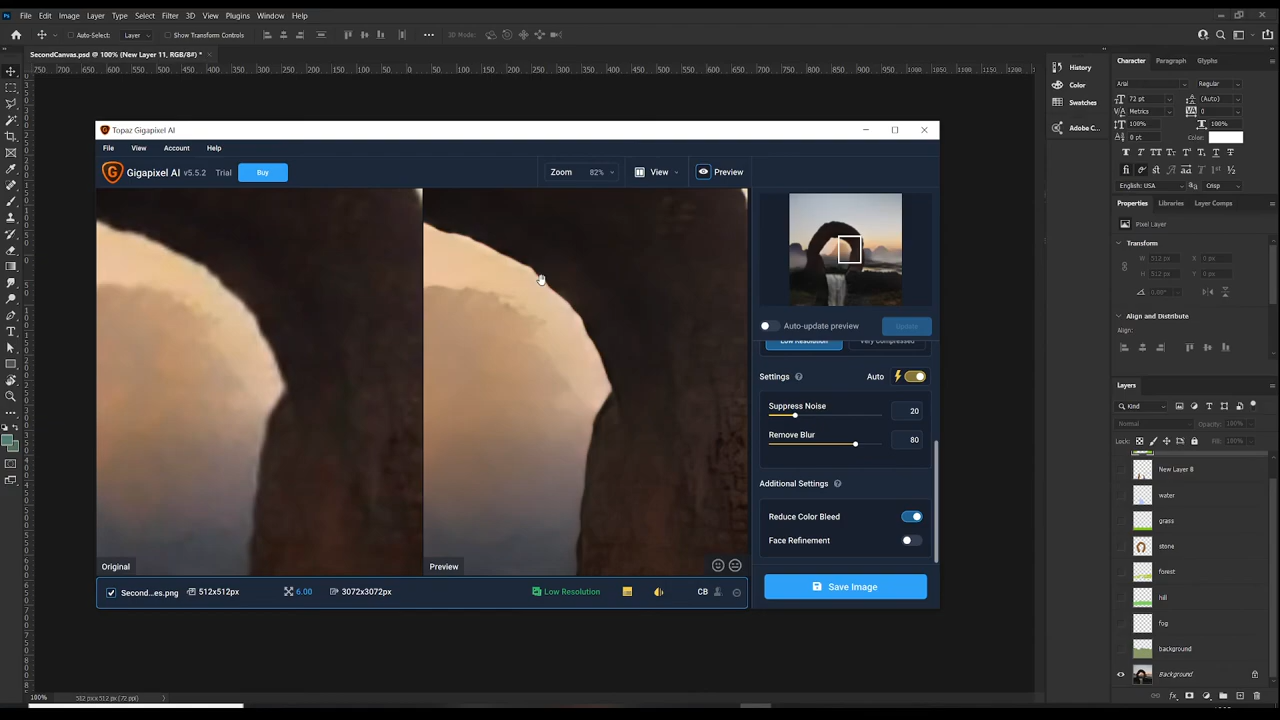 File Edit Image Layer Type Select Filter 3D View Plugins Window Help
Auto-Select: Layer Show Transform Controls 3D Mode:
SecondCanvas.psd @ 100% (New Layer 11, RGB/8#) *
Topaz Gigapixel AI
File View Account Help
Gigapixel AI v5.5.2 Trial Buy
Zoom 82% View Preview
Auto-update preview Update
Low Resolution Very Compressed
Settings Auto
Suppress Noise 20
Remove Blur 80
Additional Settings
Reduce Color Bleed
Face Refinement
Original Preview
Second...es.png 512x512px 6.00 3072x3072px Low Resolution CB
Save Image
100% 512 px x 512 px (72 ppi)
History
Color
Swatches
Adobe C...
Character Paragraph Glyphs
Arial Regular
72 pt (Auto)
Metrics 0
100% 100%
0 pt Color:
English: USA Crisp
Properties Libraries Layer Comps
Pixel Layer
Transform
W 512 px X 0 px
H 512 px Y 0 px
0.00°
Align and Distribute
Align:
Layers
Kind
Normal Opacity: 100%
Lock: Fill: 100%
New Layer 8
water
grass
stone
forest
hill
fog
background
Background